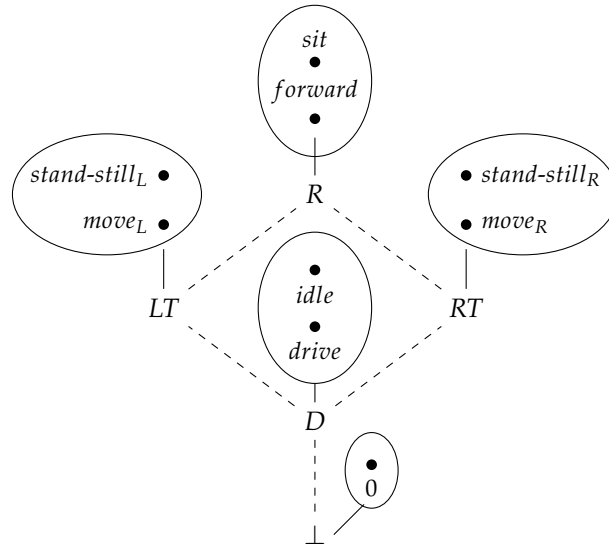 sit
forward
stand-still_L
stand-still_R
move_L
move_R
R
idle
LT
RT
drive
D
0
⊥